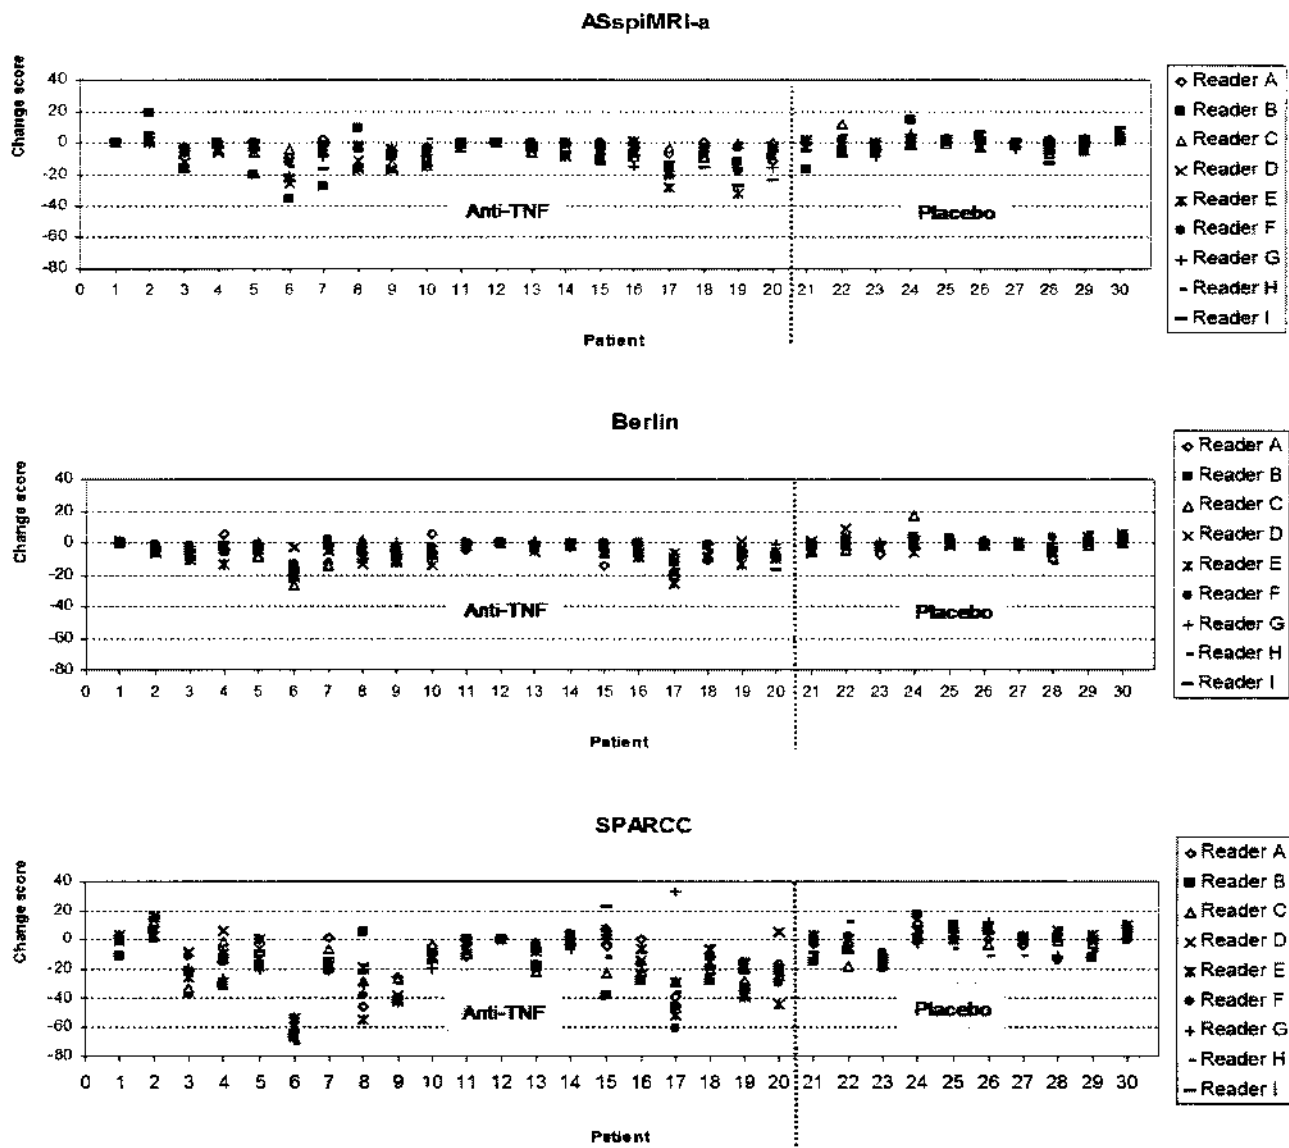 ASspiMRI-a
Change score
40
20
0
-20
-40
-60
-80
Anti-TNF
Placebo
0 1 2 3 4 5 6 7 8 9 10 11 12 13 14 15 16 17 18 19 20 21 22 23 24 25 26 27 28 29 30
Patient
Reader A
Reader B
Reader C
Reader D
Reader E
Reader F
Reader G
Reader H
Reader I
Berlin
Change score
40
20
0
-20
-40
-60
-80
Anti-TNF
Placebo
0 1 2 3 4 5 6 7 8 9 10 11 12 13 14 15 16 17 18 19 20 21 22 23 24 25 26 27 28 29 30
Patient
Reader A
Reader B
Reader C
Reader D
Reader E
Reader F
Reader G
Reader H
Reader I
SPARCC
Change score
40
20
0
-20
-40
-60
-80
Anti-TNF
Placebo
0 1 2 3 4 5 6 7 8 9 10 11 12 13 14 15 16 17 18 19 20 21 22 23 24 25 26 27 28 29 30
Patient
Reader A
Reader B
Reader C
Reader D
Reader E
Reader F
Reader G
Reader H
Reader I